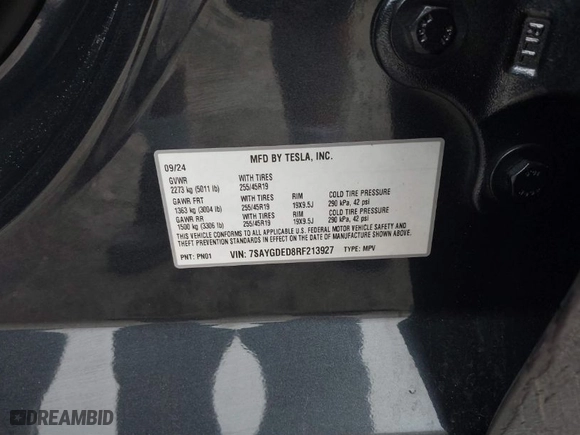 MFD BY TESLA, INC.
09/24
GVWR WITH TIRES
2273 kg (5011 lb) 255/45R19
GAWR FRT WITH TIRES RIM COLD TIRE PRESSURE
1363 kg (3004 lb) 255/45R19 19X9.5J 290 kPa, 42 psi
GAWR RR WITH TIRES RIM COLD TIRE PRESSURE
1500 kg (3306 lb) 255/45R19 19X9.5J 290 kPa, 42 psi
THIS VEHICLE CONFORMS TO ALL APPLICABLE U.S. FEDERAL MOTOR VEHICLE SAFETY AND
THEFT PREVENTION STANDARDS IN EFFECT ON THE DATE OF MANUFACTURE SHOWN ABOVE.
PNT: PN01 VIN: 7SAYGDED8RF213927 TYPE: MPV
DREAMBID